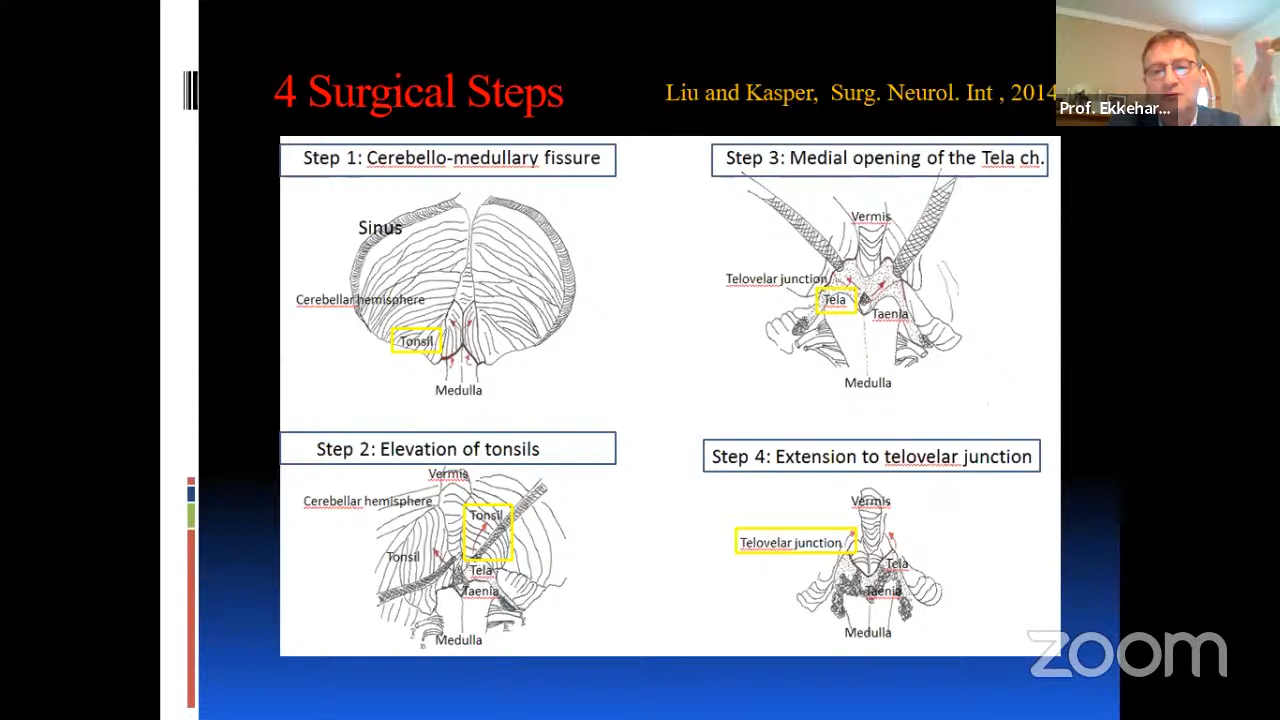 4 Surgical Steps
Liu and Kasper, Surg. Neurol. Int , 2014
Prof. Ekkehar...
Step 1: Cerebello-medullary fissure
Sinus
Cerebellar hemisphere
Tonsil
Medulla
Step 3: Medial opening of the Tela ch.
Vermis
Telovelar junction
Tela
Taenia
Medulla
Step 2: Elevation of tonsils
Vermis
Cerebellar hemisphere
Tonsil
Tonsil
Tela
Taenia
Medulla
Step 4: Extension to telovelar junction
Vermis
Telovelar junction
Tela
Taenia
Medulla
zoom